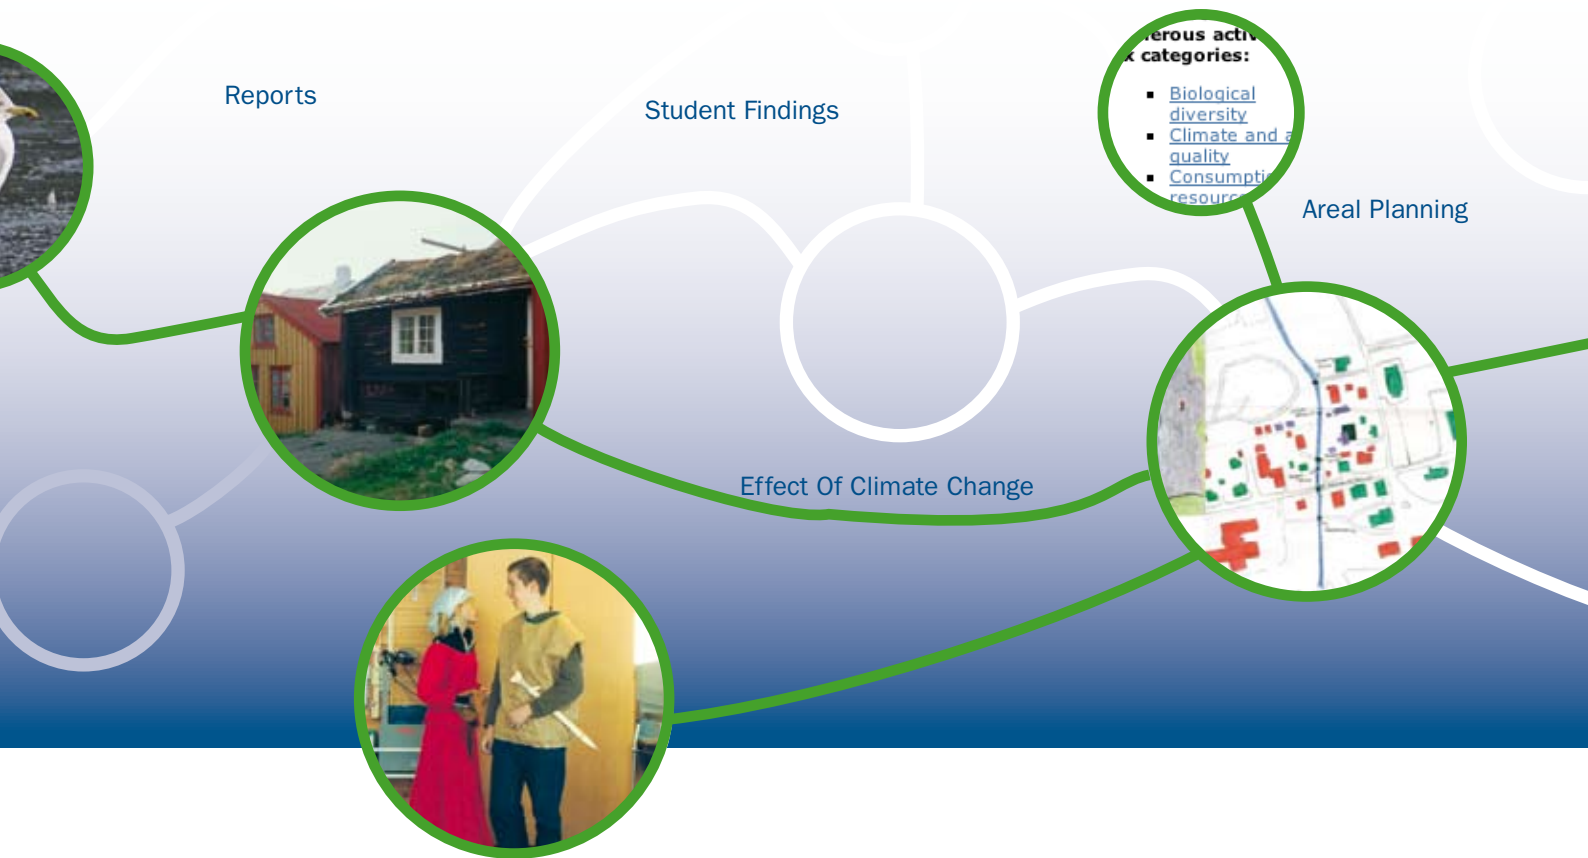 Reports
Student Findings
categories:
Biological
diversity
Climate and
quality
Areal Planning
Effect Of Climate Change